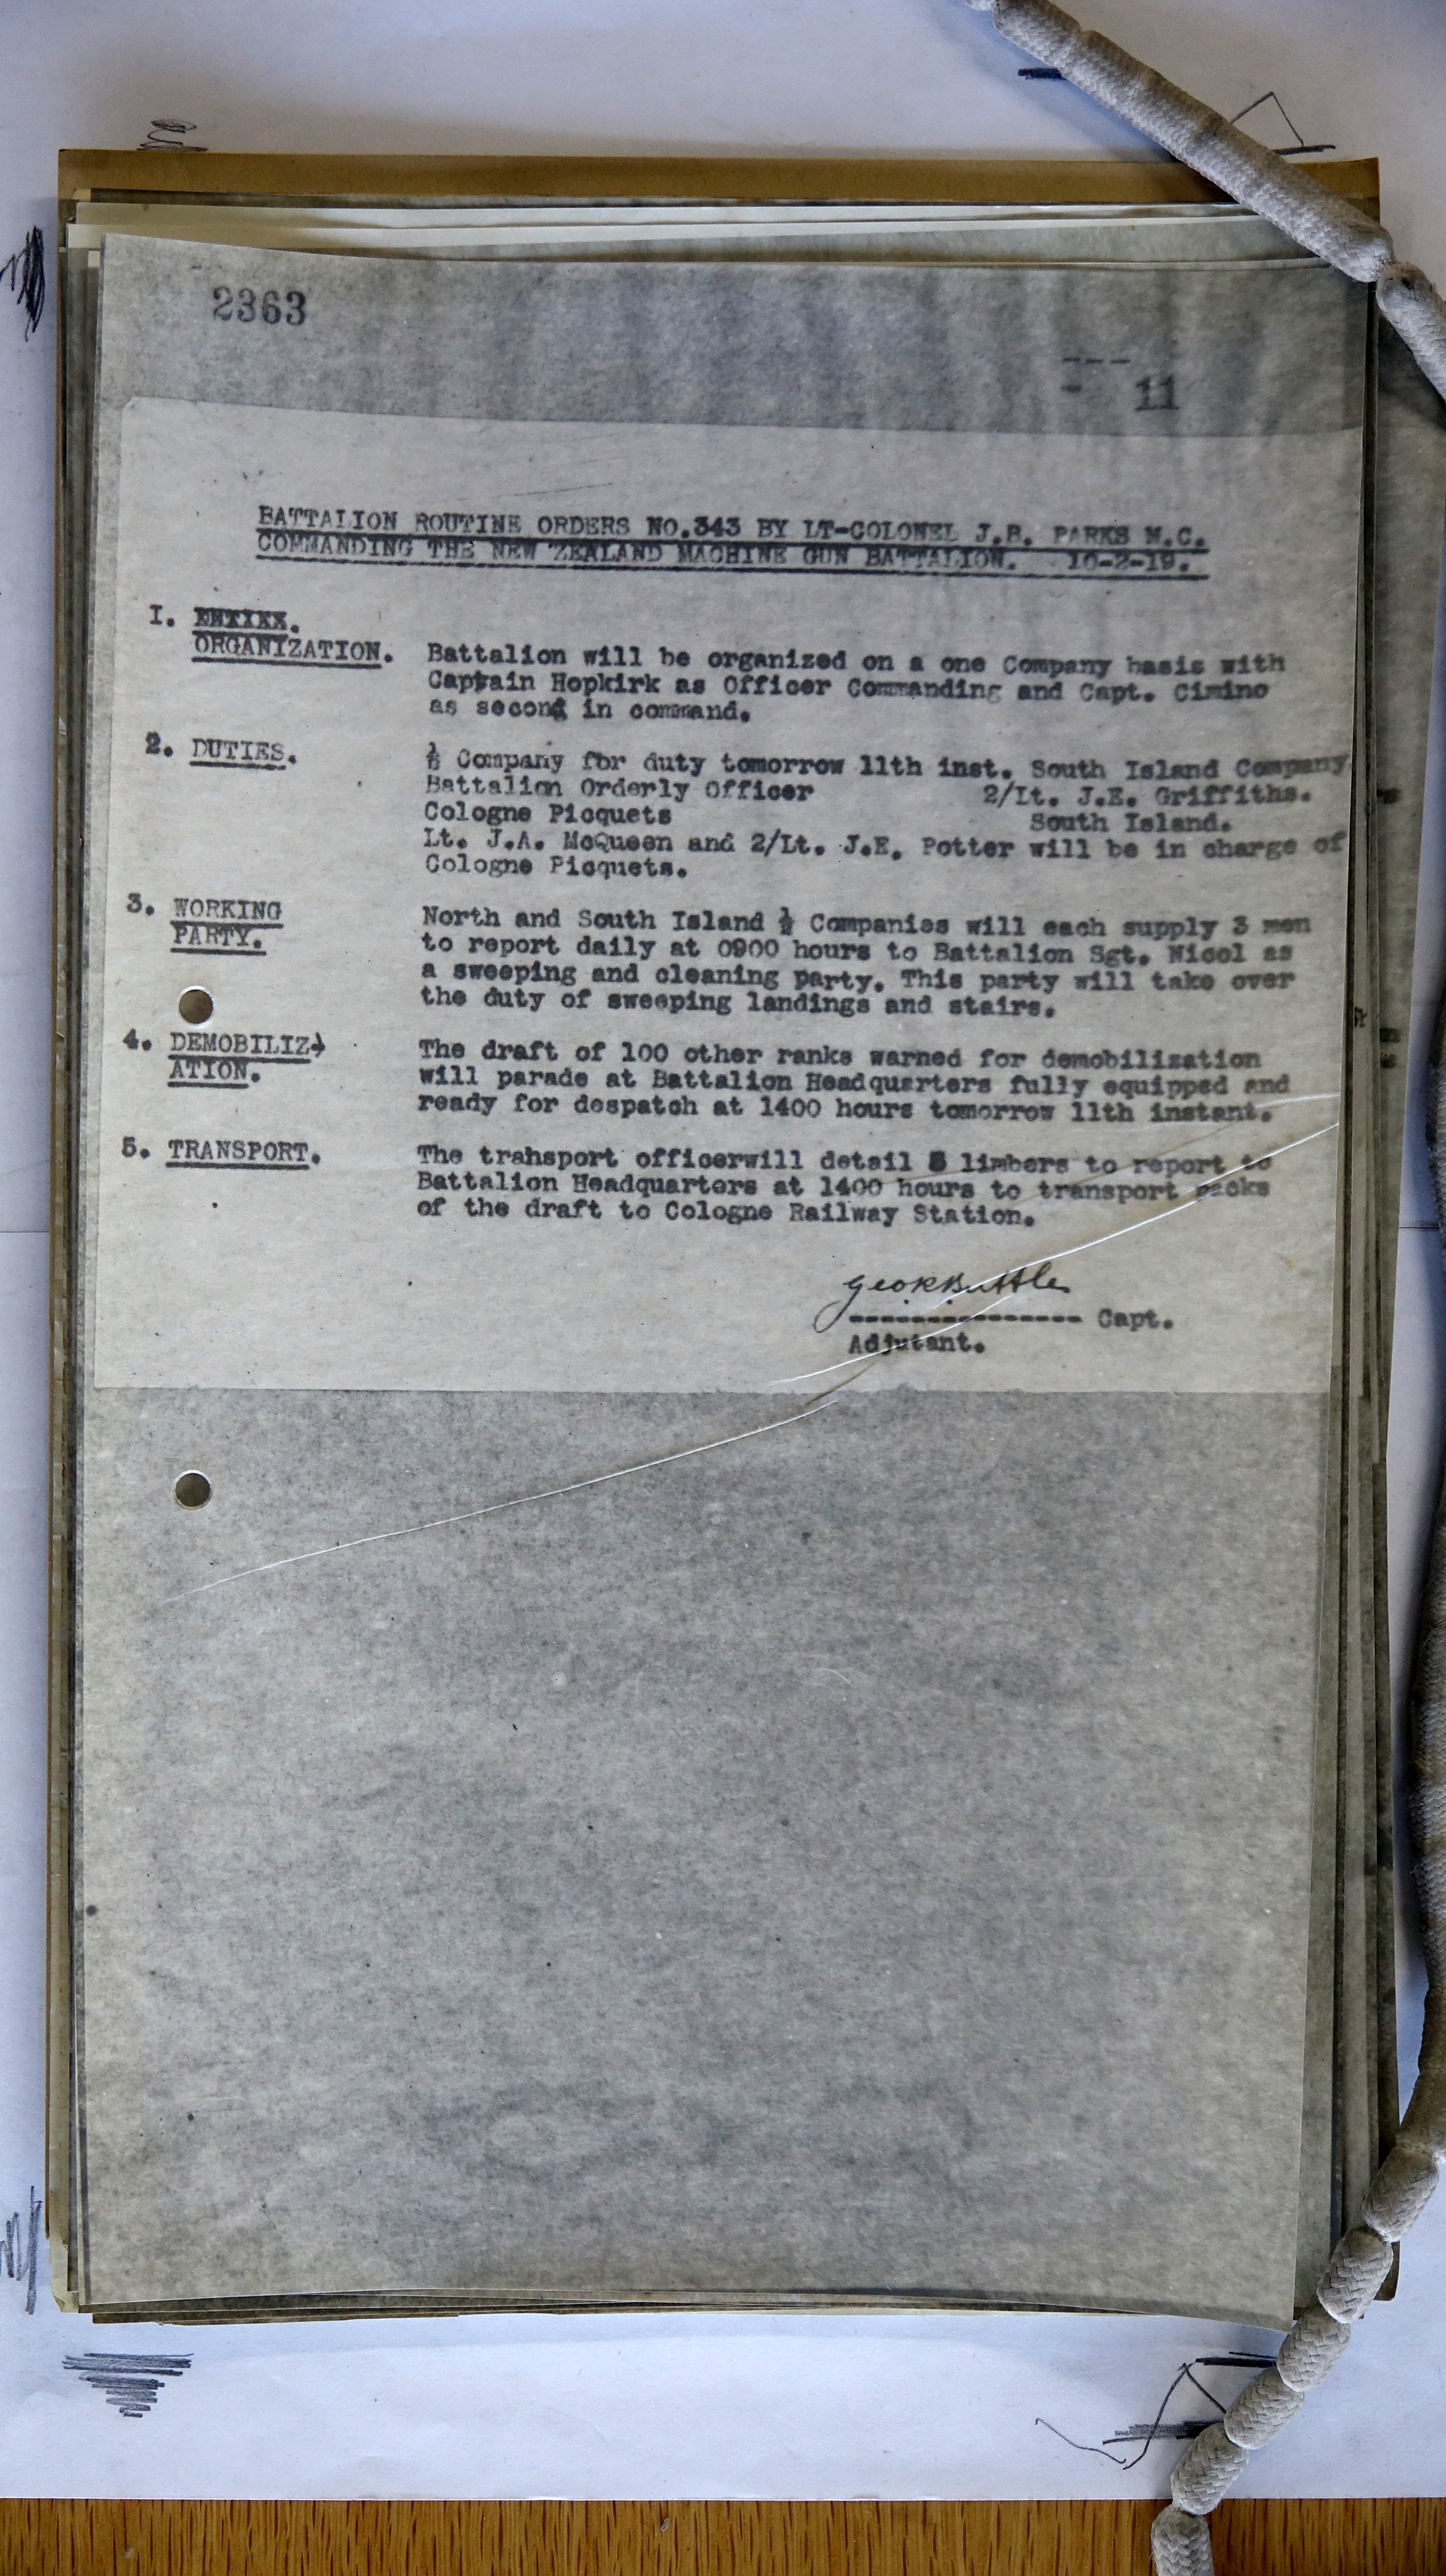 2363
11
BATTALION ROUTINE ORDERS NO.343 BY LT-COLONEL J.B. PARKS M.C.
COMMANDING THE NEW ZEALAND MACHINE GUN BATTALION. 10-2-19.
1.
ORGANIZATION. Battalion will be organized on a one Company basis with
Captain Hopkirk as Officer Commanding and Capt. Cimino
as second in command.
2. DUTIES. ½ Company for duty tomorrow 11th inst. South Island Company
Battalion Orderly Officer 2/Lt. J.E. Griffiths.
Cologne Picquets South Island.
Lt. J.A. McQueen and 2/Lt. J.E. Potter will be in charge of
Cologne Picquets.
3. WORKING North and South Island ½ Companies will each supply 3 men
PARTY. to report daily at 0900 hours to Battalion Sgt. Nicol as
a sweeping and cleaning party. This party will take over
the duty of sweeping landings and stairs.
4. DEMOBILIZ- The draft of 100 other ranks warned for demobilization
ATION. will parade at Battalion Headquarters fully equipped and
ready for despatch at 1400 hours tomorrow 11th instant.
5. TRANSPORT. The trahsport officerwill detail limbers to report to
Battalion Headquarters at 1400 hours to transport packs
of the draft to Cologne Railway Station.
Capt.
Adjutant.